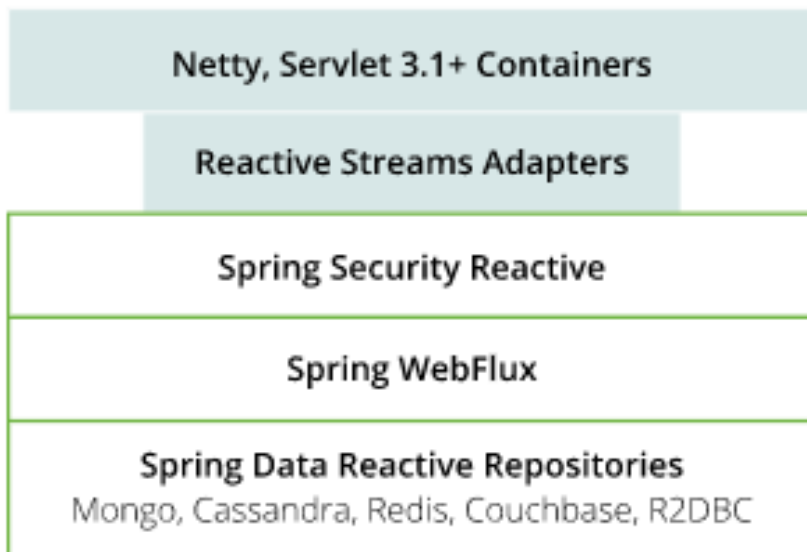 Netty, Servlet 3.1+ Containers
Reactive Streams Adapters
Spring Security Reactive
Spring WebFlux
Spring Data Reactive Repositories
Mongo, Cassandra, Redis, Couchbase, R2DBC